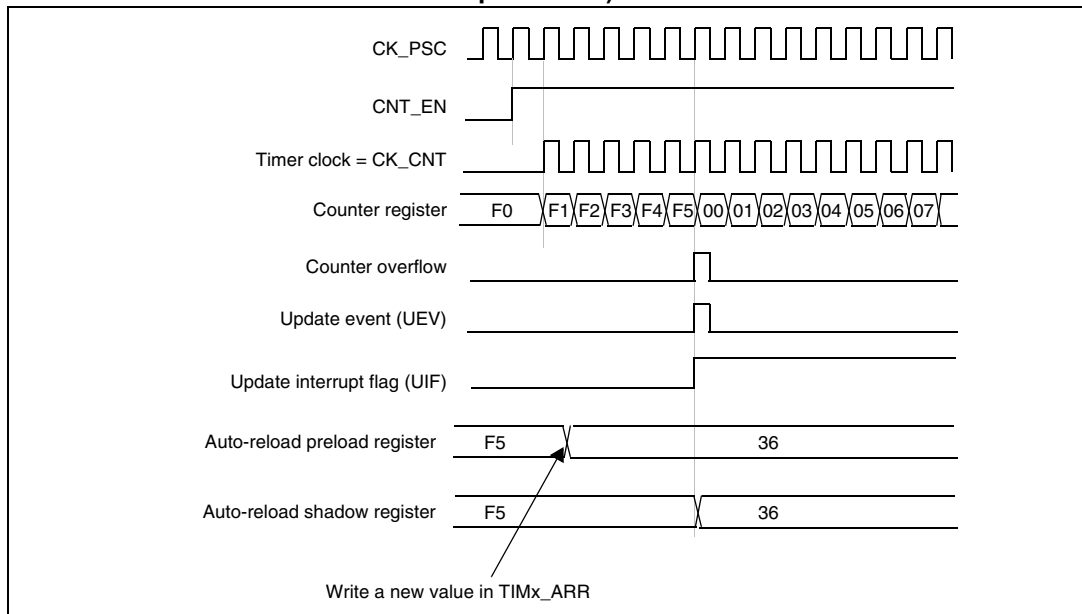 CK_PSC
CNT_EN
Timer clock = CK_CNT
Counter register F0 F1 F2 F3 F4 F5 00 01 02 03 04 05 06 07
Counter overflow
Update event (UEV)
Update interrupt flag (UIF)
Auto-reload preload register F5 36
Auto-reload shadow register F5 36
Write a new value in TIMx_ARR